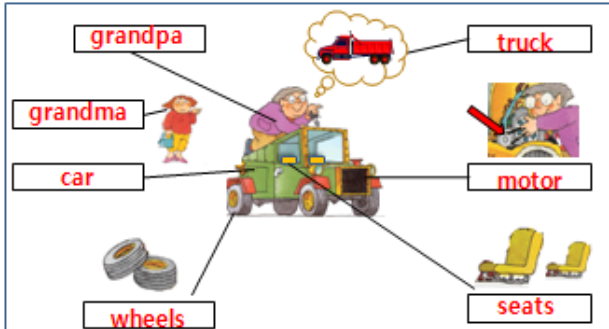 grandpa
truck
grandma
car
motor
wheels
seats